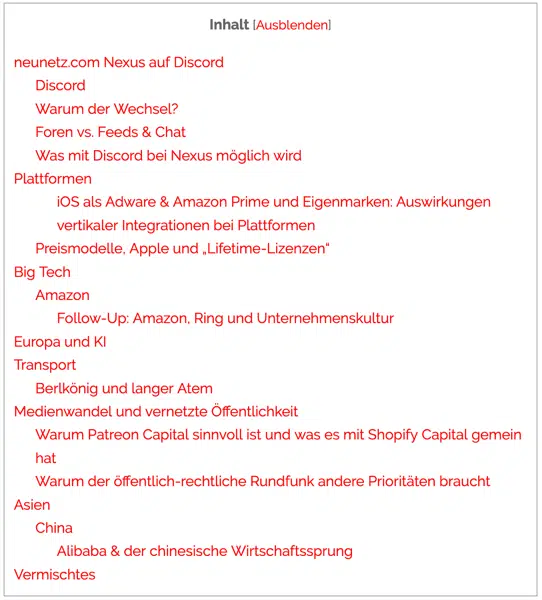 Inhalt [Ausblenden]
neunetz.com Nexus auf Discord
Discord
Warum der Wechsel?
Foren vs. Feeds & Chat
Was mit Discord bei Nexus möglich wird
Plattformen
iOS als Adware & Amazon Prime und Eigenmarken: Auswirkungen
vertikaler Integrationen bei Plattformen
Preismodelle, Apple und „Lifetime-Lizenzen“
Big Tech
Amazon
Follow-Up: Amazon, Ring und Unternehmenskultur
Europa und KI
Transport
Berlkönig und langer Atem
Medienwandel und vernetzte Öffentlichkeit
Warum Patreon Capital sinnvoll ist und was es mit Shopify Capital gemein
hat
Warum der öffentlich-rechtliche Rundfunk andere Prioritäten braucht
Asien
China
Alibaba & der chinesische Wirtschaftssprung
Vermischtes